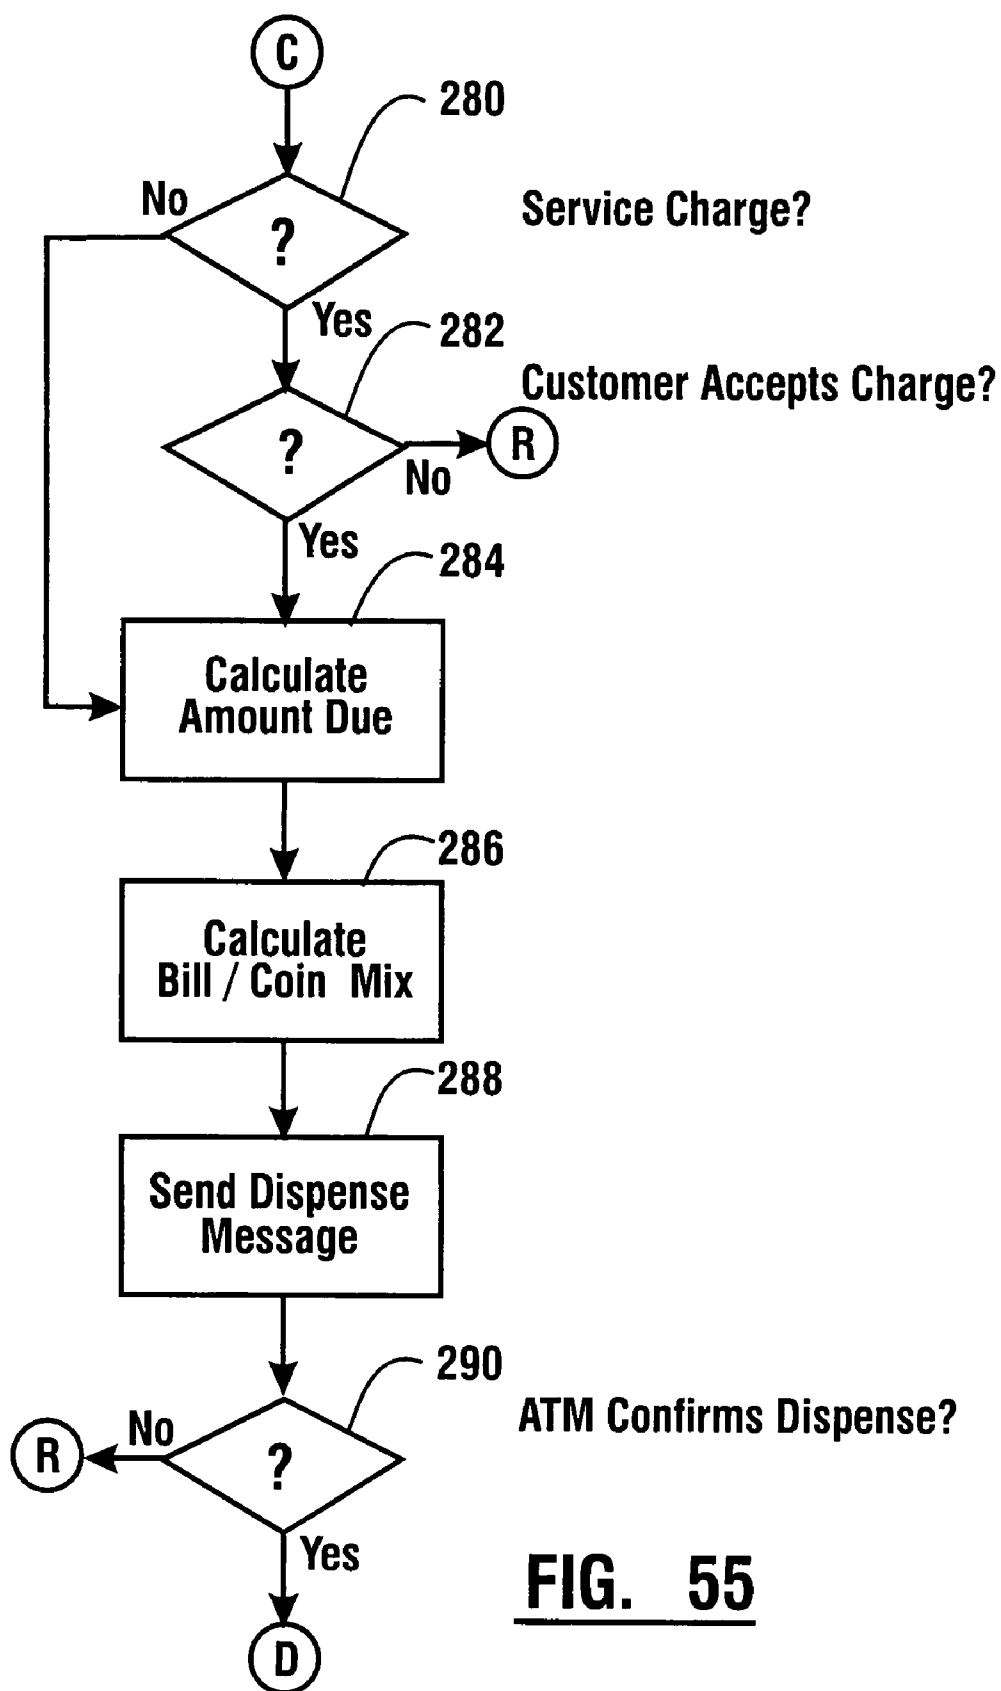 C
280
No
?
Service Charge?
Yes
282
Customer Accepts Charge?
?
R
No
Yes
284
Calculate
Amount Due
286
Calculate
Bill / Coin Mix
288
Send Dispense
Message
290
ATM Confirms Dispense?
No
R
?
Yes
FIG. 55
D